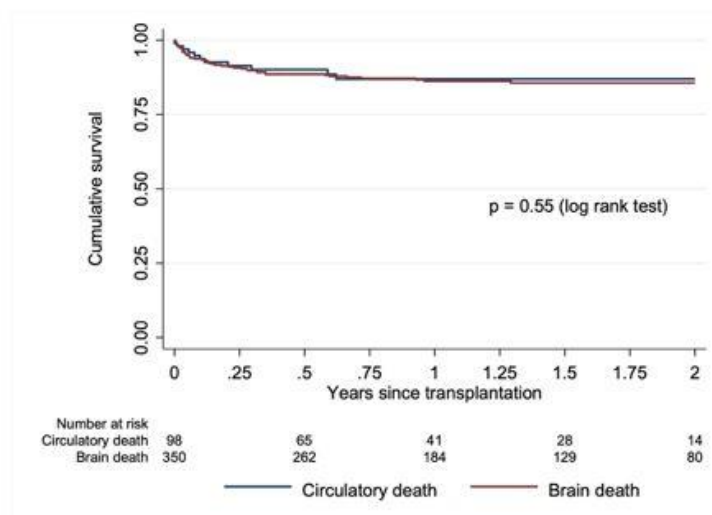 1.00
0.75
0.50
0.25
0.00
Cumulative survival
p = 0.55 (log rank test)
0 .25 .5 .75 1 1.25 1.5 1.75 2
Years since transplantation
Number at risk
Circulatory death 98 65 41 28 14
Brain death 350 262 184 129 80
Circulatory death Brain death